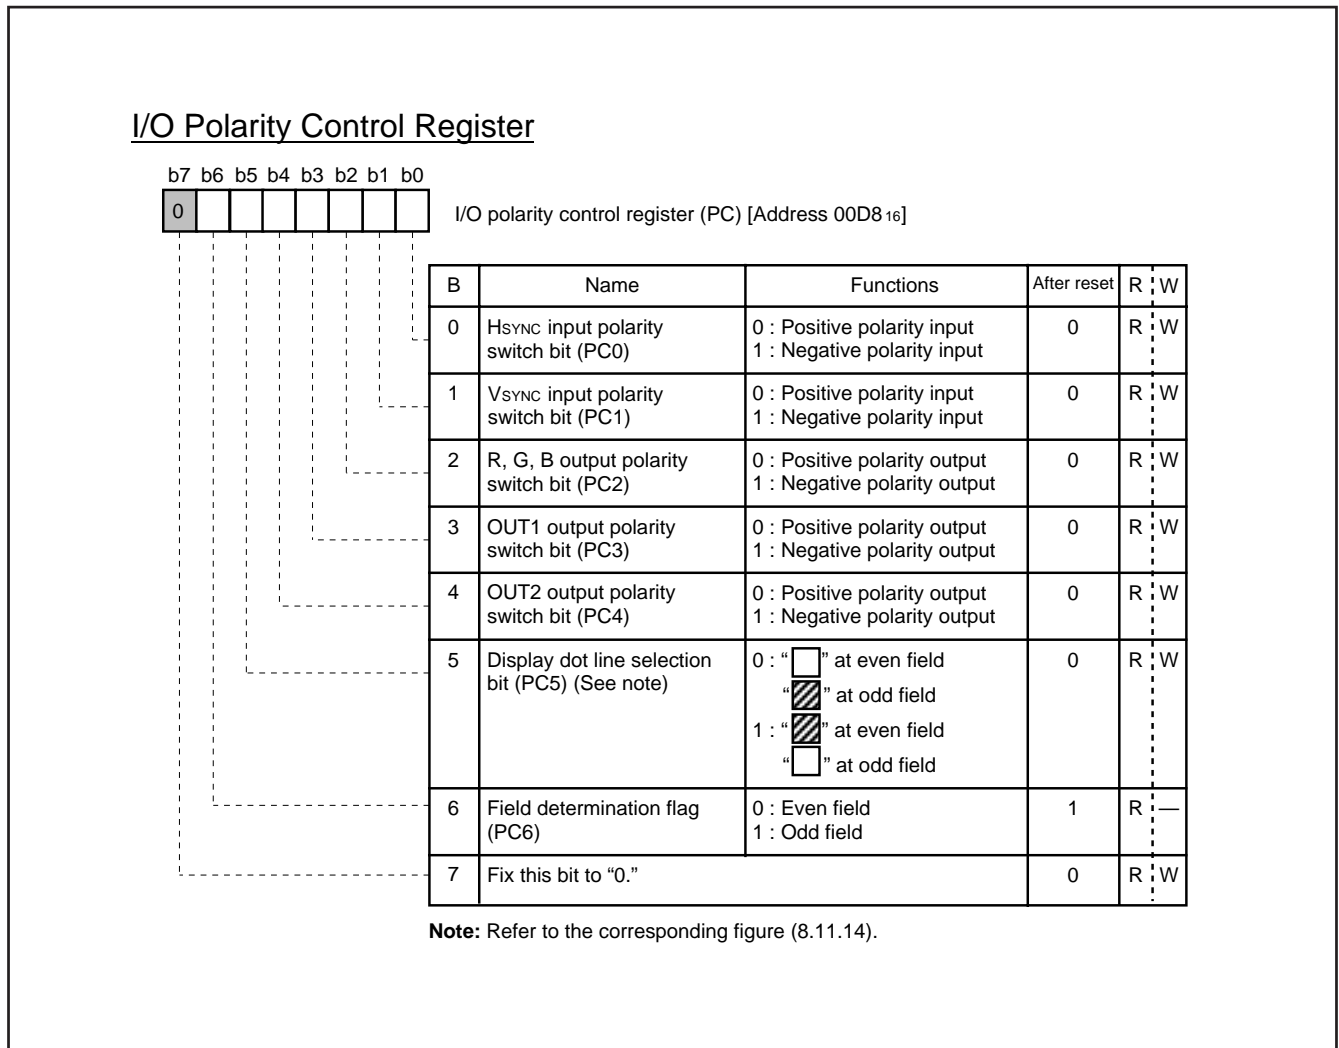 I/O Polarity Control Register
b7 b6 b5 b4 b3 b2 b1 b0
0
I/O polarity control register (PC) [Address 00D8 16]
B Name Functions After reset R W
0 HSYNC input polarity switch bit (PC0) 0 : Positive polarity input 0 R W
1 : Negative polarity input
1 VSYNC input polarity switch bit (PC1) 0 : Positive polarity input 0 R W
1 : Negative polarity input
2 R, G, B output polarity switch bit (PC2) 0 : Positive polarity output 0 R W
1 : Negative polarity output
3 OUT1 output polarity switch bit (PC3) 0 : Positive polarity output 0 R W
1 : Negative polarity output
4 OUT2 output polarity switch bit (PC4) 0 : Positive polarity output 0 R W
1 : Negative polarity output
5 Display dot line selection bit (PC5) (See note) 0 : “ ” at even field 0 R W
“ ” at odd field
1 : “ ” at even field
“ ” at odd field
6 Field determination flag (PC6) 0 : Even field 1 R —
1 : Odd field
7 Fix this bit to “0.” 0 R W
Note: Refer to the corresponding figure (8.11.14).